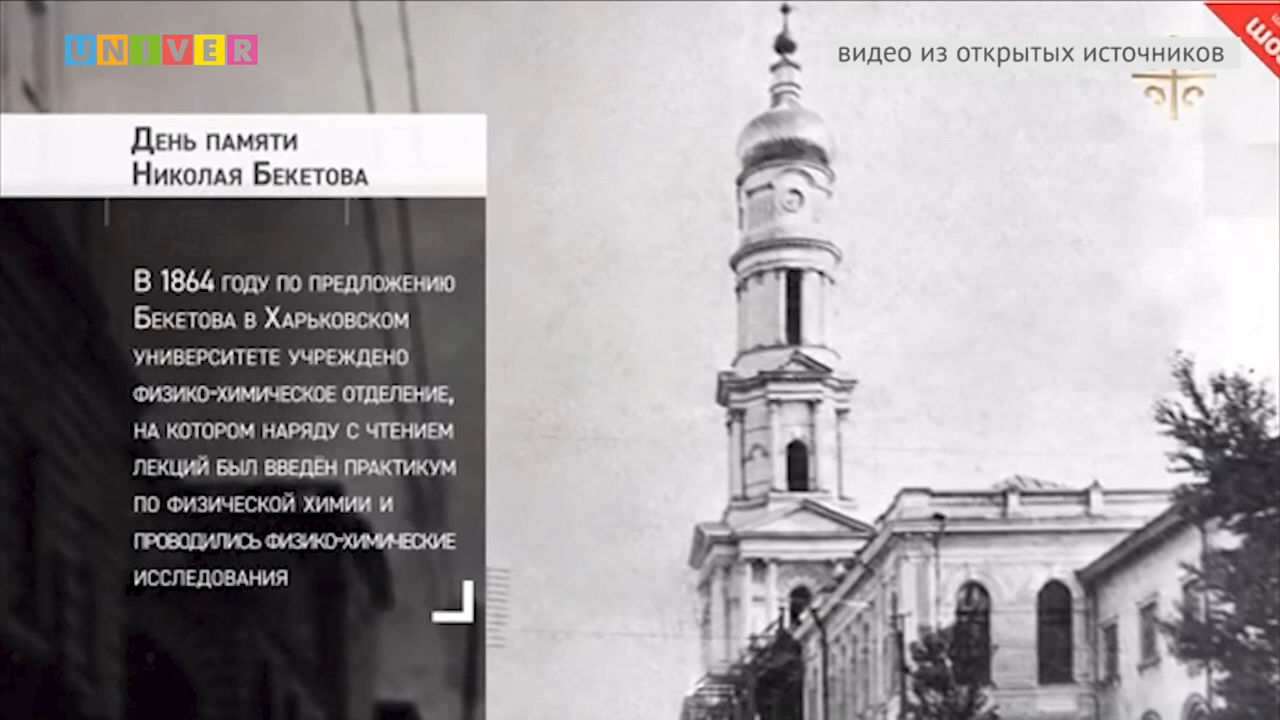 UNIVER
видео из открытых источников
День памяти
Николая Бекетова
В 1864 году по предложению
Бекетова в Харьковском
университете учреждено
физико-химическое отделение,
на котором наряду с чтением
лекций был введён практикум
по физической химии и
проводились физико-химические
исследования